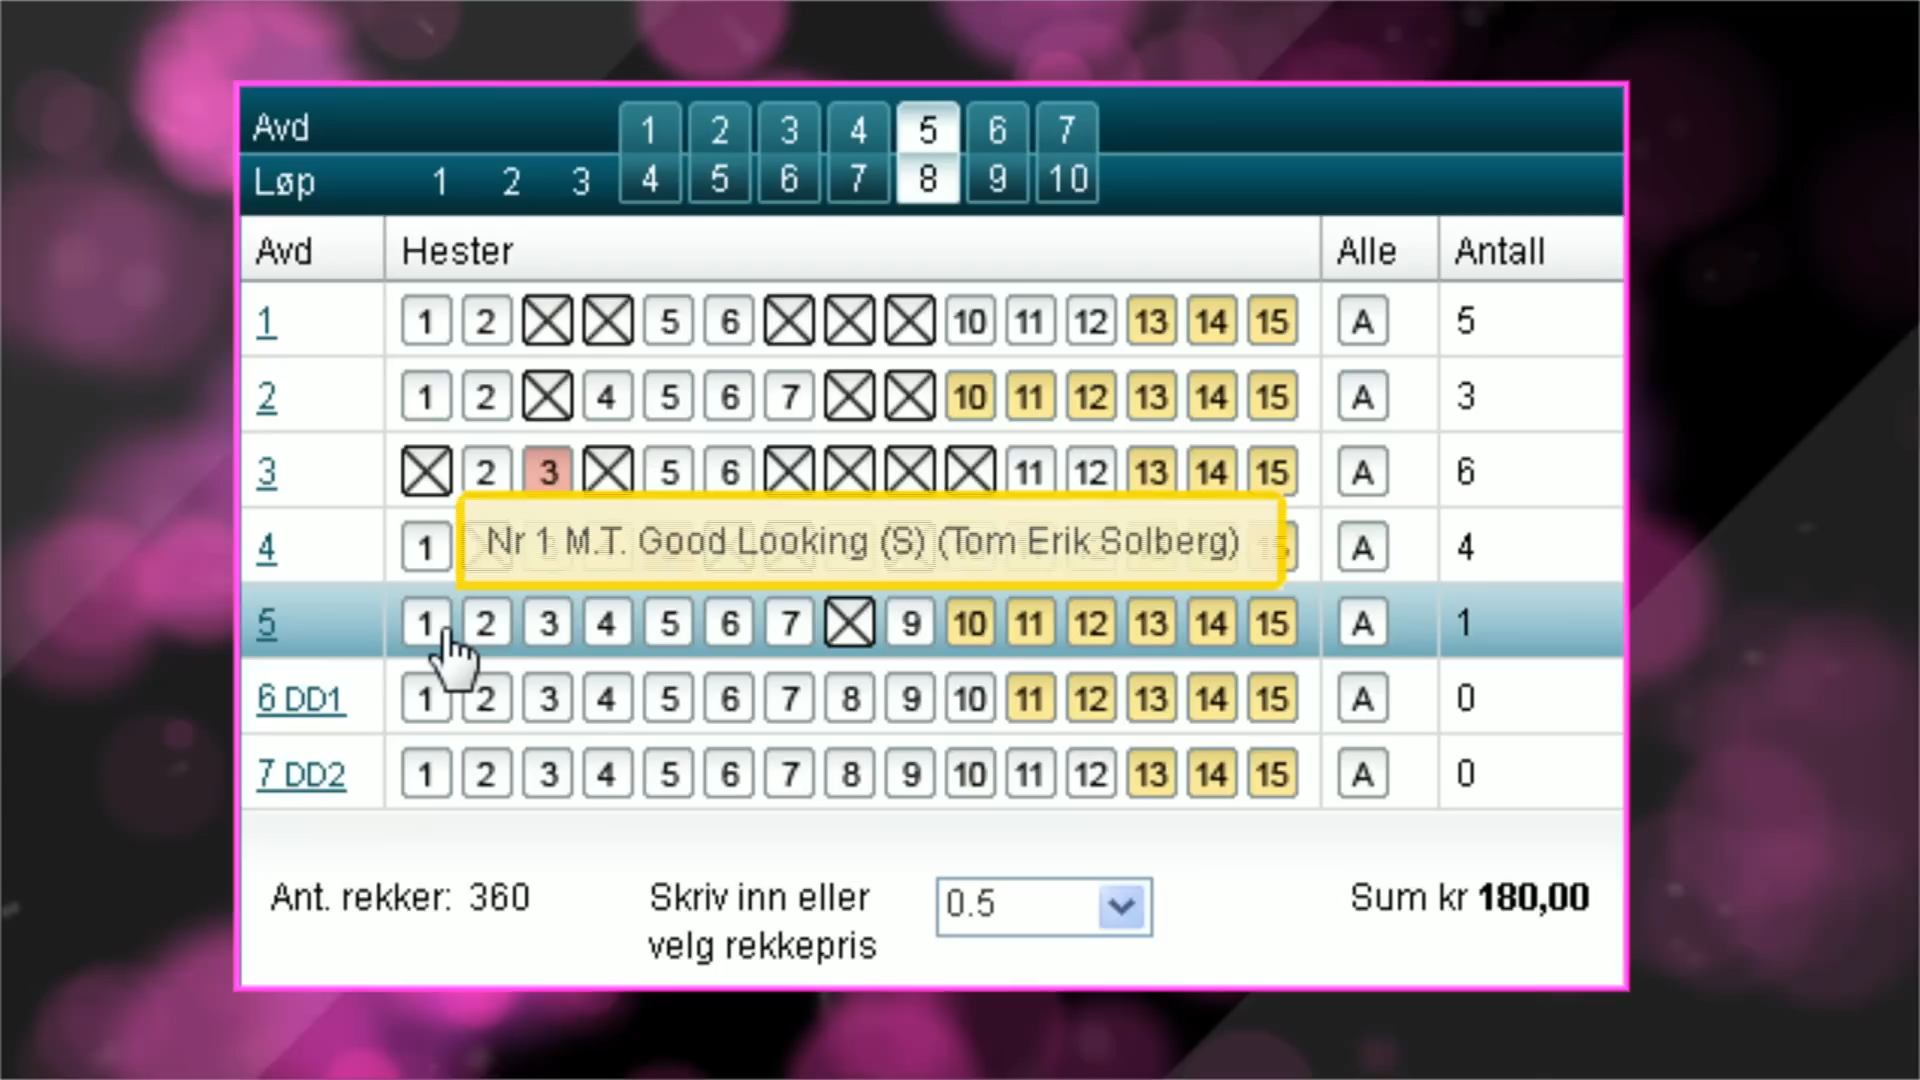 Avd 1 2 3 4 5 6 7
Løp 1 2 3 4 5 6 7 8 9 10
Avd Hester Alle Antall
1 1 2 5 6 10 11 12 13 14 15 A 5
2 1 2 4 5 6 7 10 11 12 13 14 15 A 3
3 2 3 5 6 11 12 13 14 15 A 6
Nr 1 M.T. Good Looking (S) (Tom Erik Solberg)
4 1 A 4
5 1 2 3 4 5 6 7 9 10 11 12 13 14 15 A 1
6 DD1 1 2 3 4 5 6 7 8 9 10 11 12 13 14 15 A 0
7 DD2 1 2 3 4 5 6 7 8 9 10 11 12 13 14 15 A 0
Ant. rekker: 360 Skriv inn eller 0.5 Sum kr 180,00
velg rekkepris